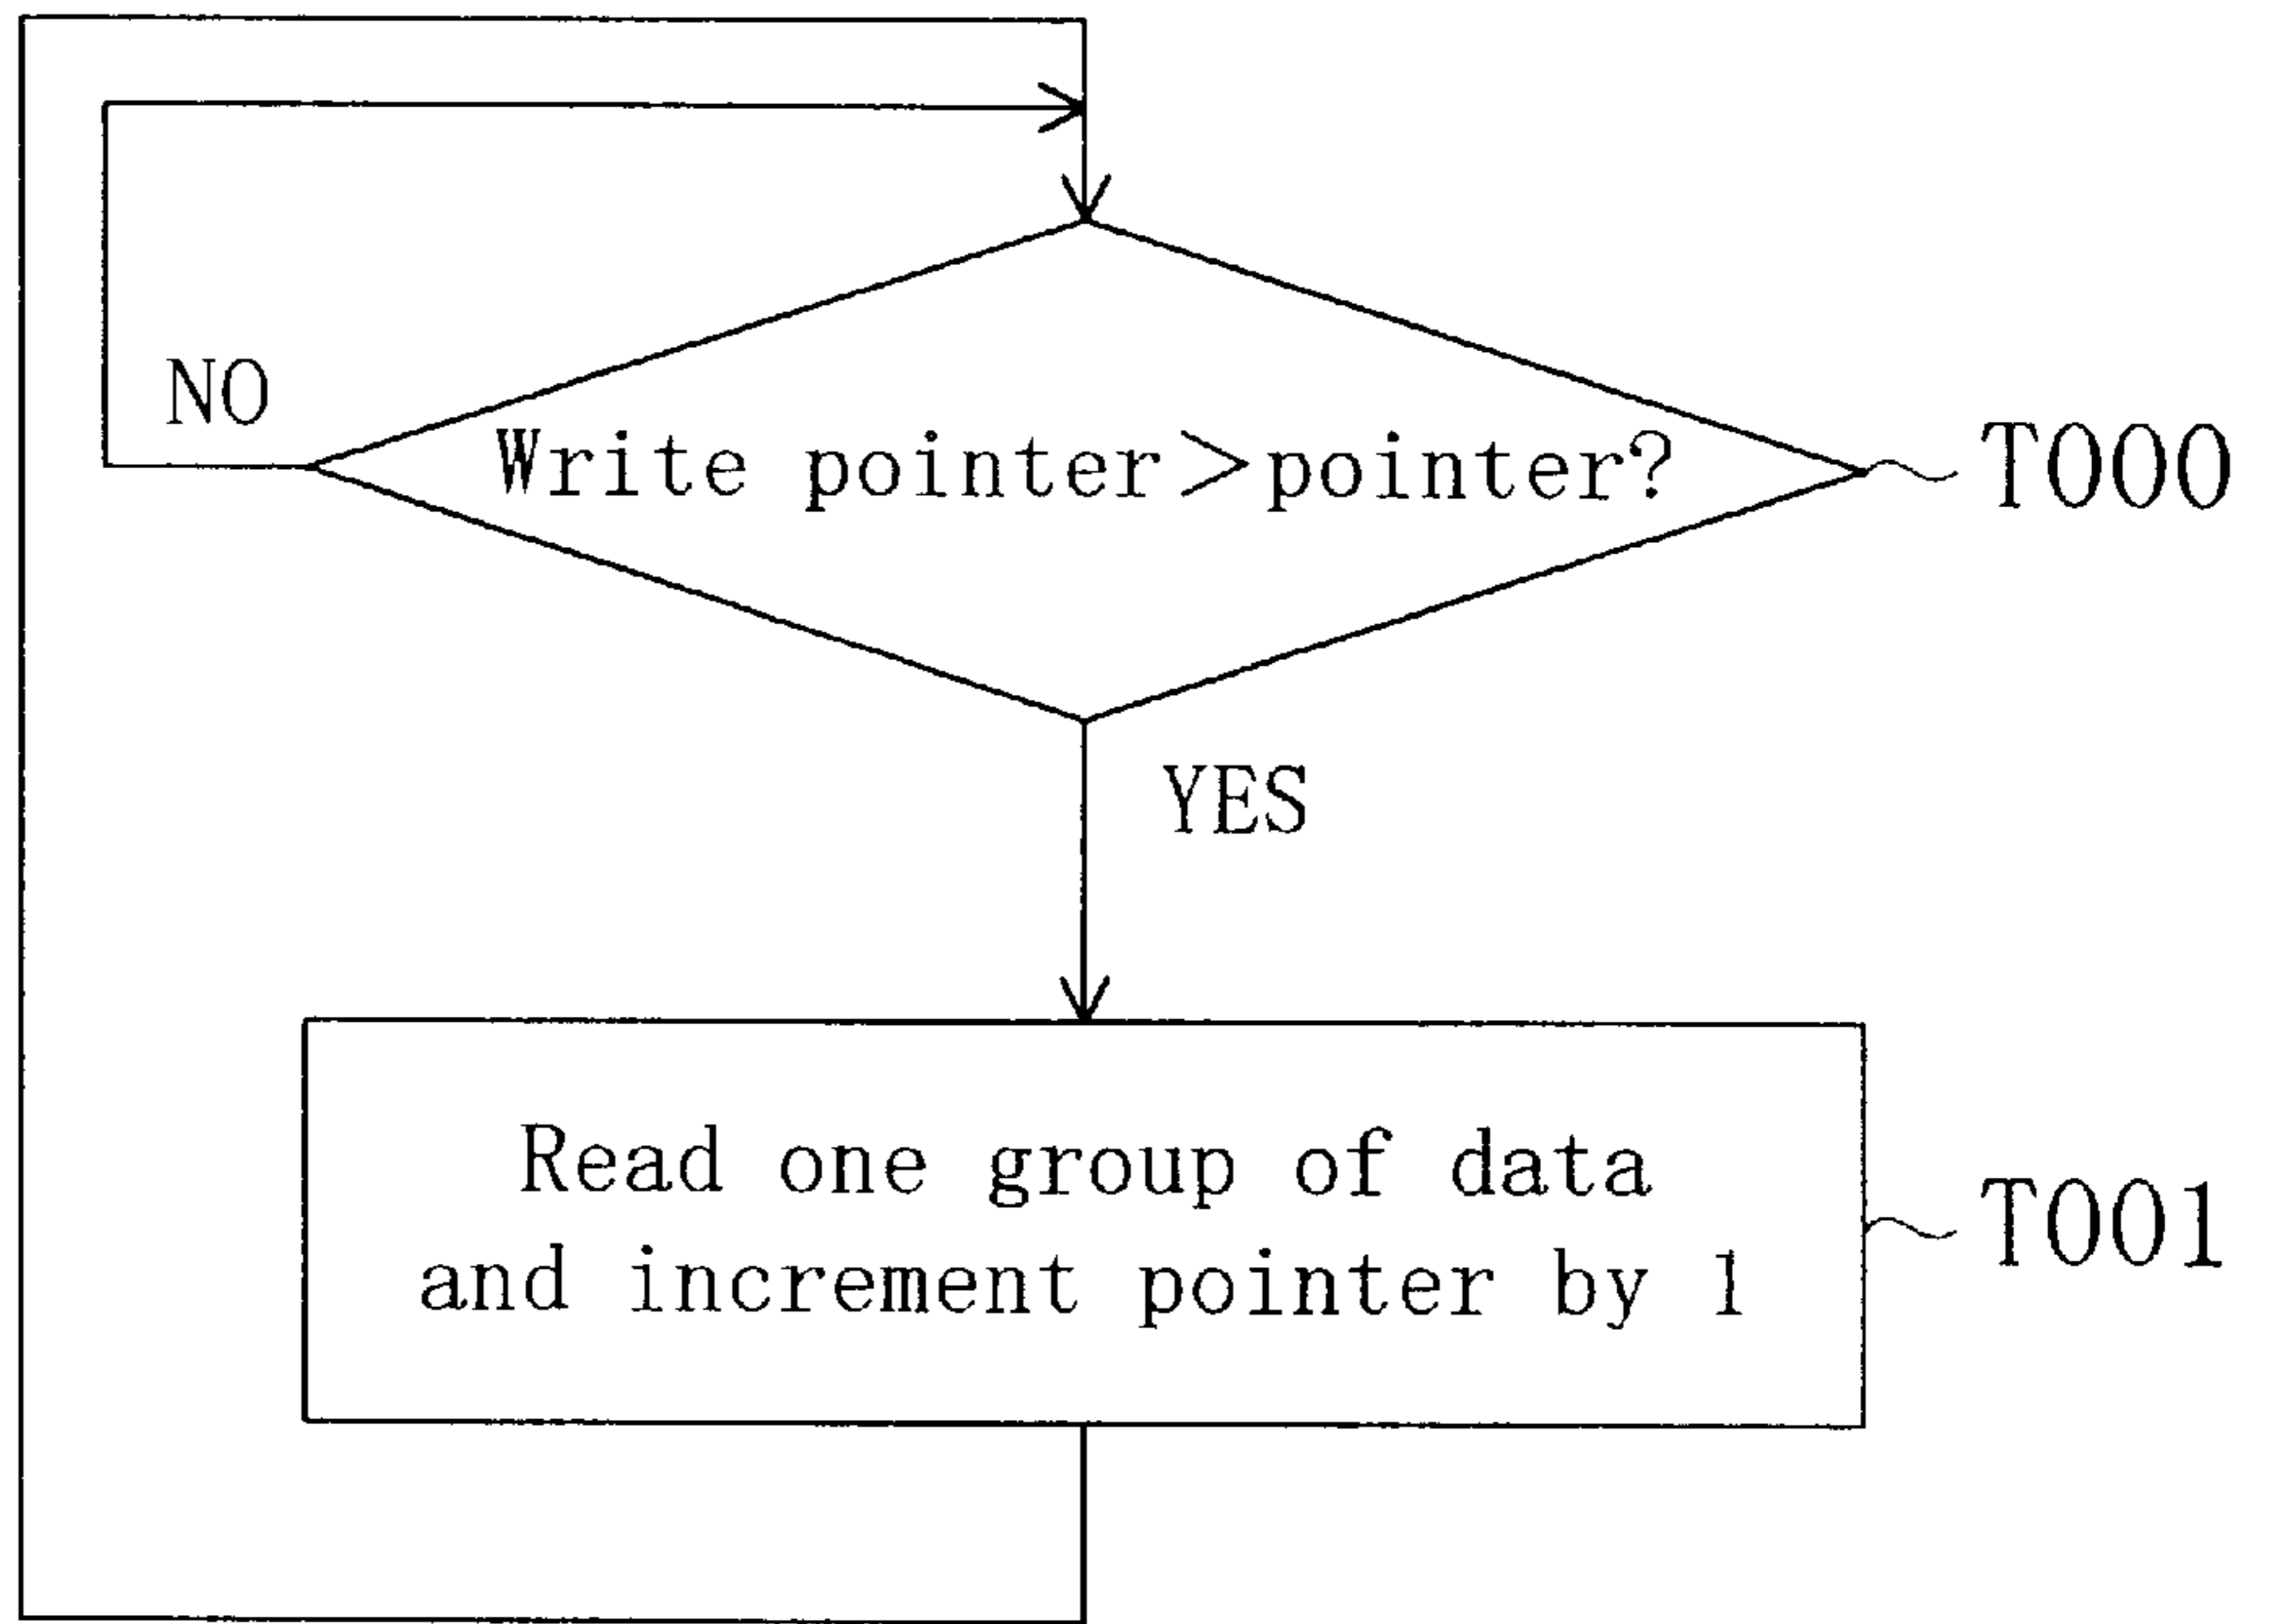 NO
Write pointer>pointer?
T000
YES
Read one group of data
and increment pointer by 1
T001